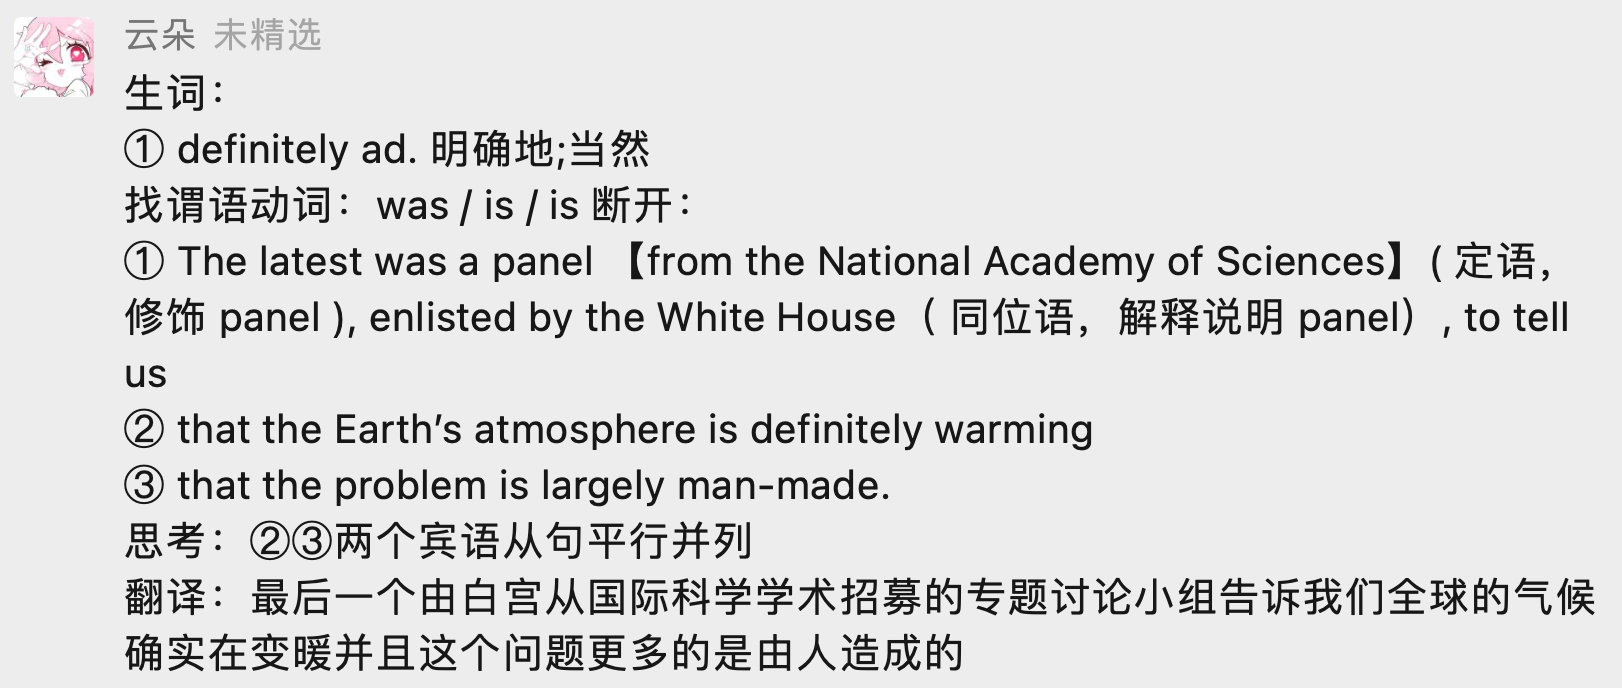 云朵 未精选
生词：
① definitely ad. 明确地;当然
找谓语动词：was / is / is 断开：
① The latest was a panel 【from the National Academy of Sciences】 ( 定语，
修饰 panel ), enlisted by the White House （ 同位语，解释说明 panel）, to tell
us
② that the Earth’s atmosphere is definitely warming
③ that the problem is largely man-made.
思考：②③两个宾语从句平行并列
翻译：最后一个由白宫从国际科学学术招募的专题讨论小组告诉我们全球的气候
确实在变暖并且这个问题更多的是由人造成的